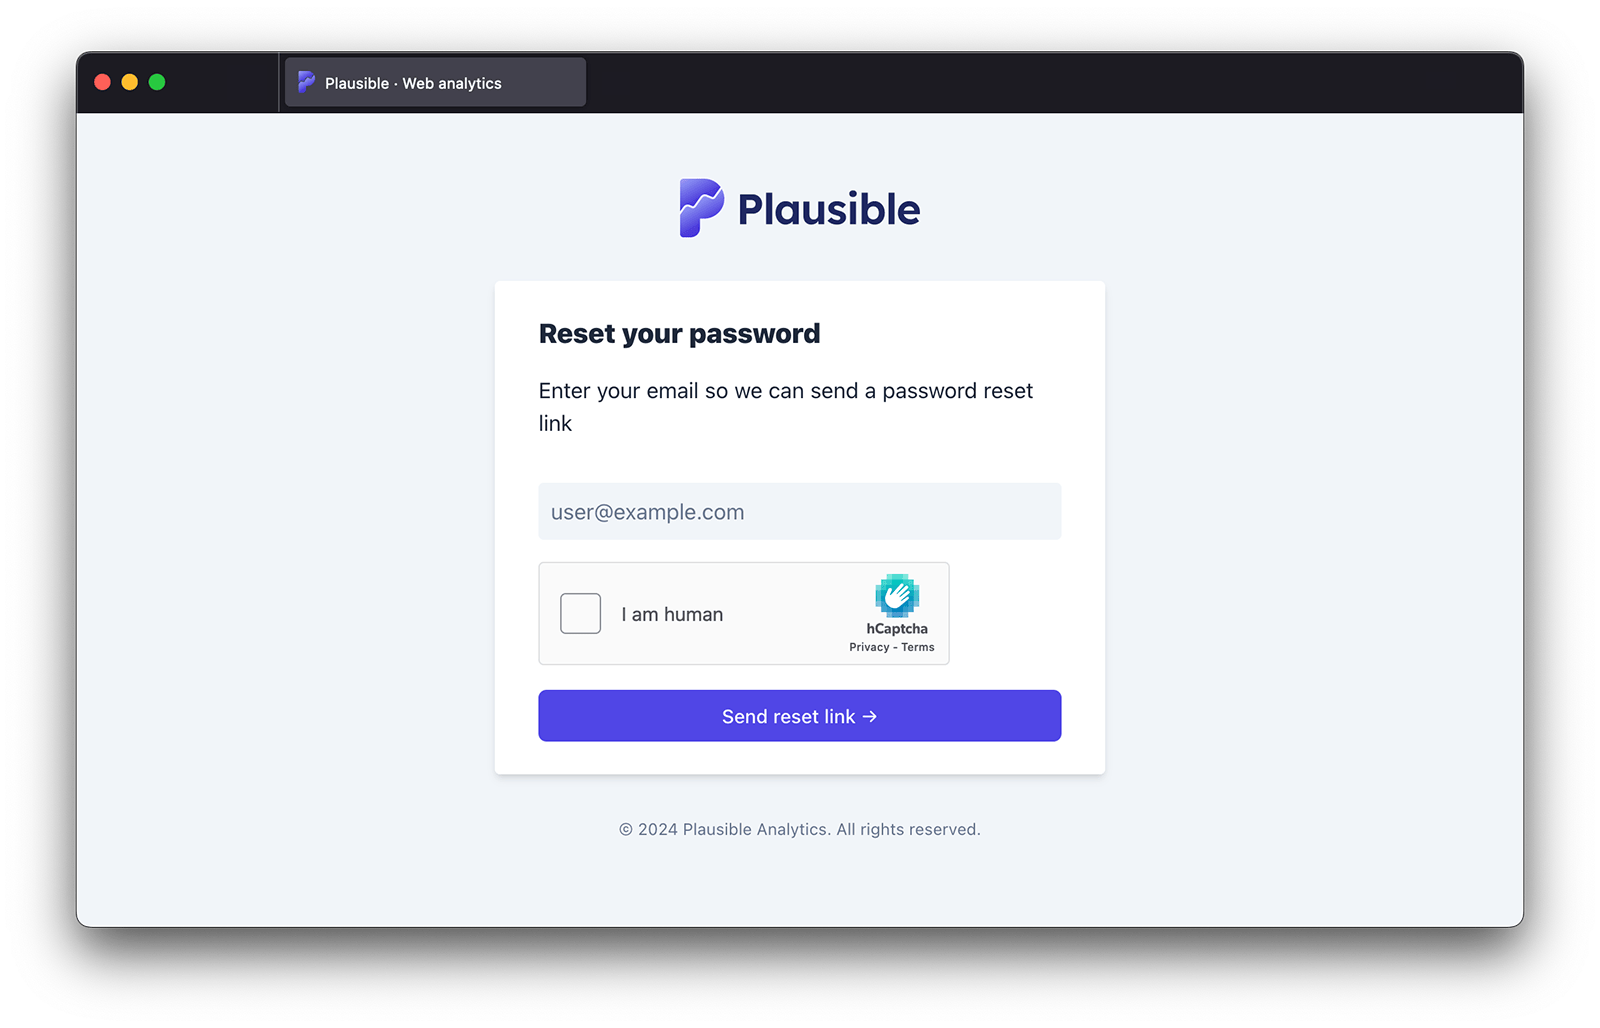 Plausible · Web analytics
Plausible
Reset your password
Enter your email so we can send a password reset
link
user@example.com
I am human
hCaptcha
Privacy - Terms
Send reset link →
© 2024 Plausible Analytics. All rights reserved.